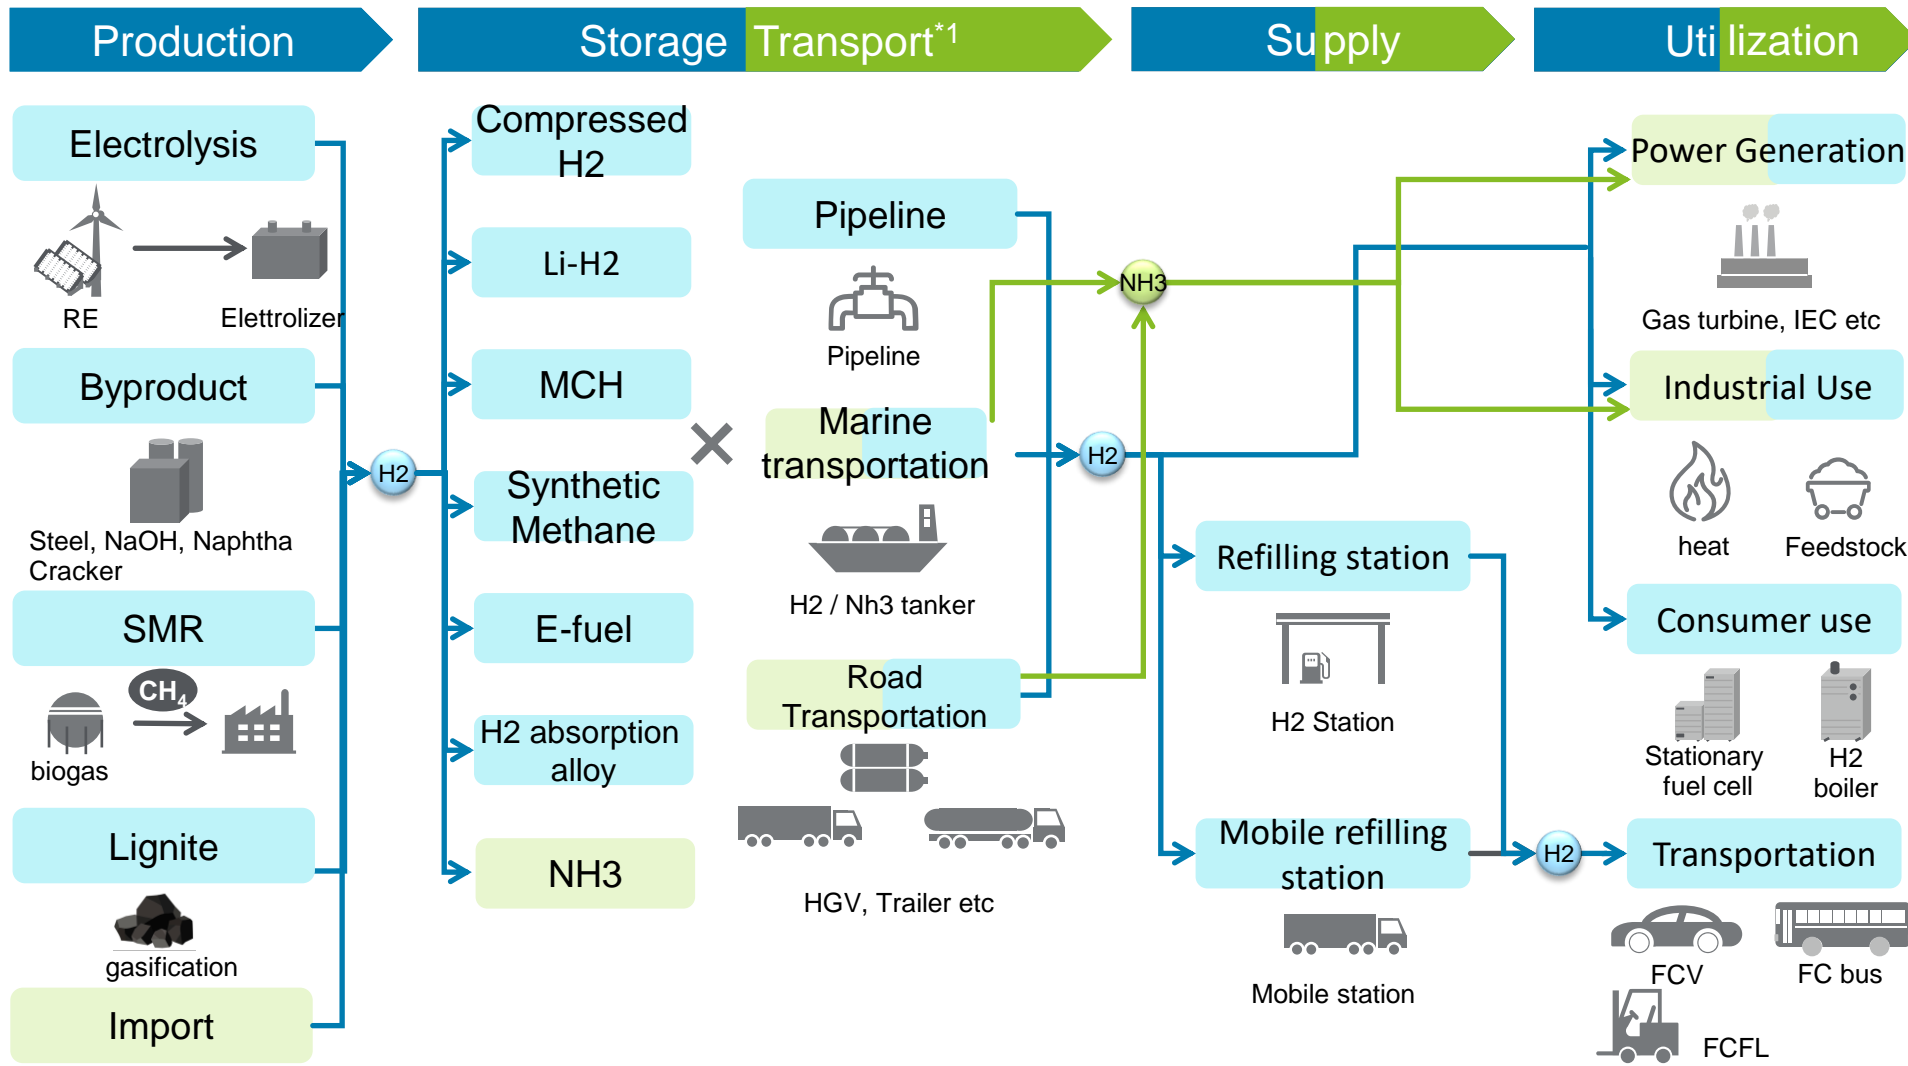 Production
Storage Transport*1
Supply
Utilization
Electrolysis
RE
Elettrolizer
Byproduct
Steel, NaOH, Naphtha
Cracker
SMR
CH4
biogas
Lignite
gasification
Import
H2
Compressed
H2
Li-H2
MCH
Synthetic
Methane
E-fuel
H2 absorption
alloy
NH3
Pipeline
Pipeline
Marine
transportation
H2 / Nh3 tanker
Road
Transportation
HGV, Trailer etc
NH3
H2
Refilling station
H2 Station
Mobile refilling
station
Mobile station
H2
Power Generation
Gas turbine, IEC etc
Industrial Use
heat
Feedstock
Consumer use
Stationary
fuel cell
H2
boiler
Transportation
FCV
FC bus
FCFL